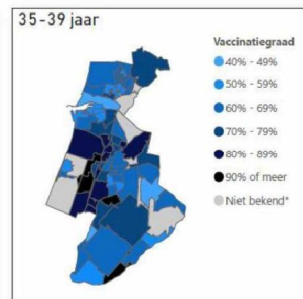 35-39 jaar
Vaccinatiegraad
40% - 49%
50% - 59%
60% - 69%
70% - 79%
80% - 89%
90% of meer
Niet bekend*